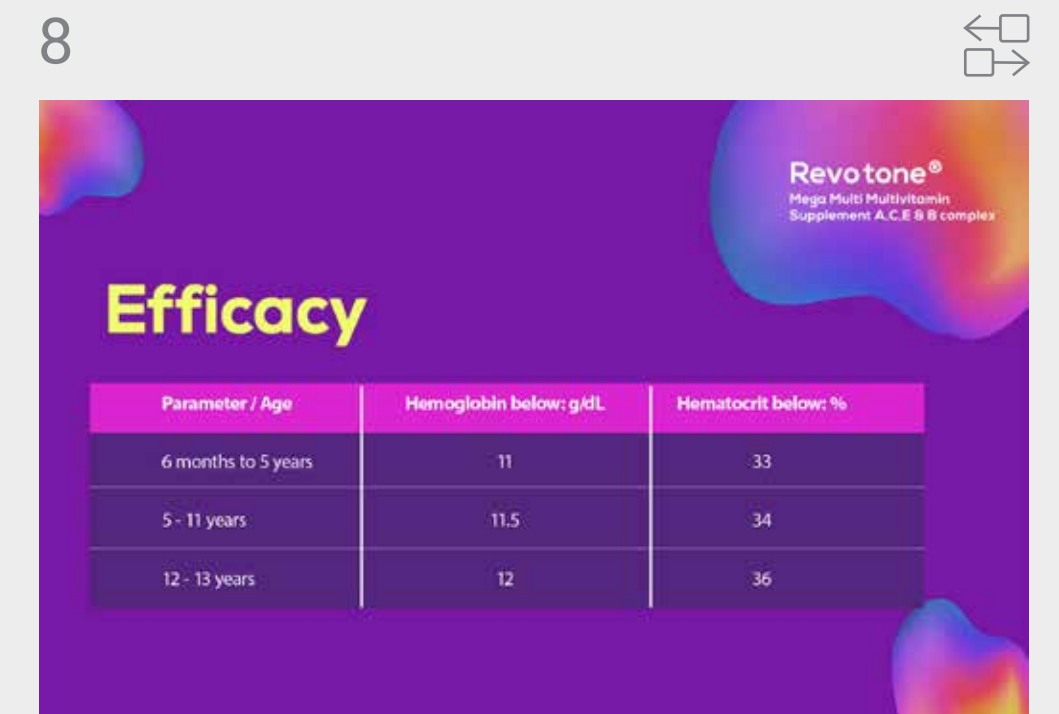 8
Revotone®
Mega Multi Multivitamin
Supplement A,C,E & B complex
Efficacy
Parameter / Age Hemoglobin below: g/dL Hematocrit below: %
6 months to 5 years 11 33
5 - 11 years 11.5 34
12 - 13 years 12 36